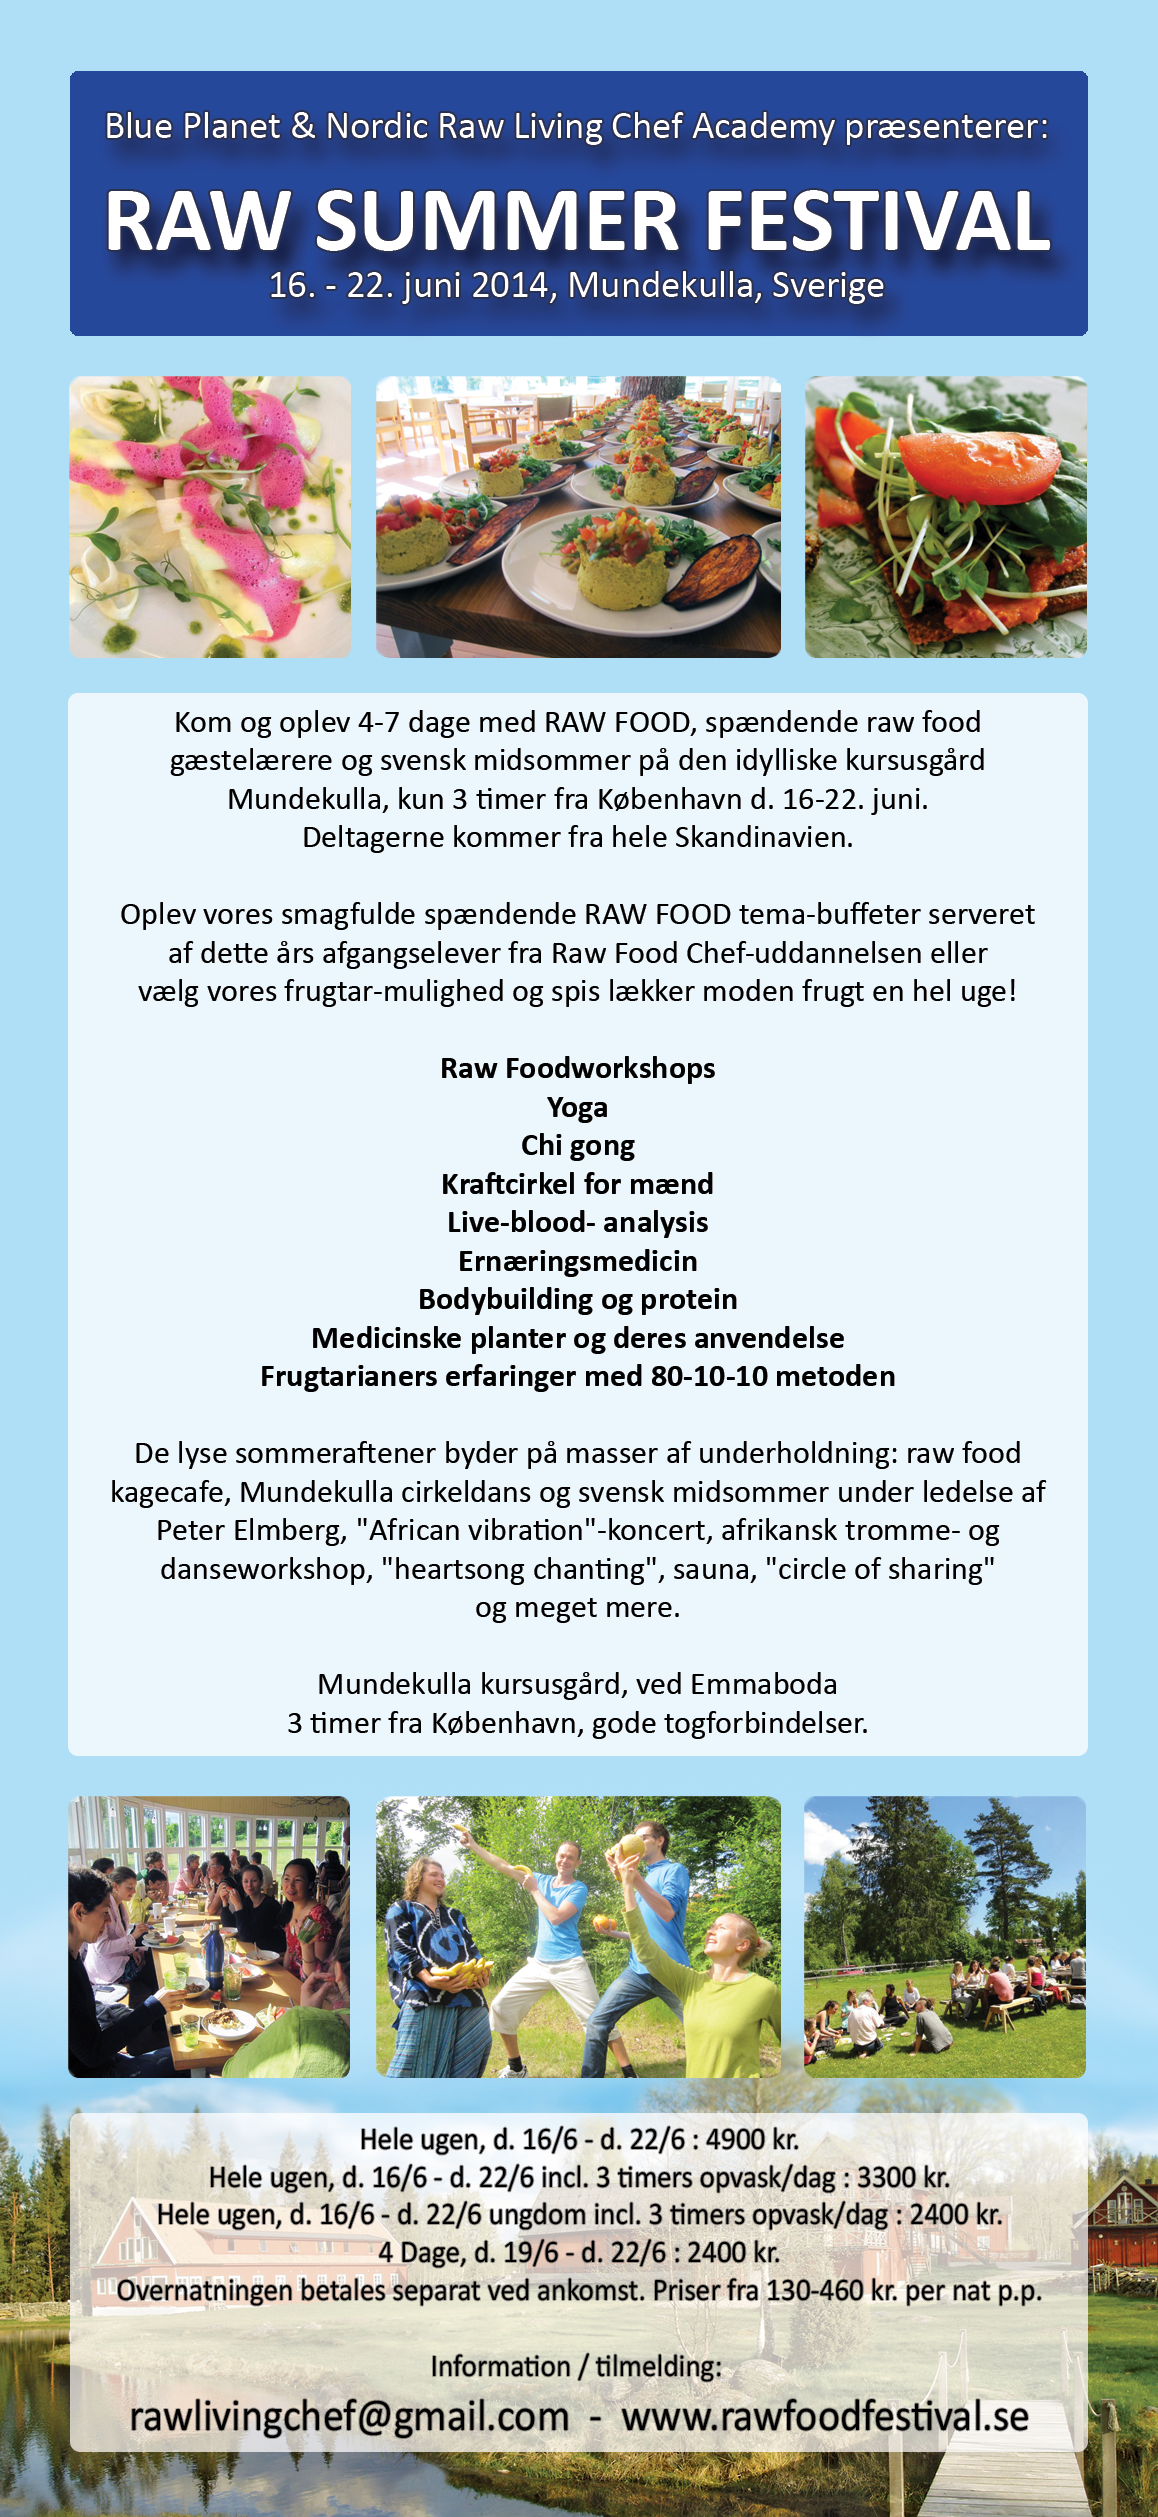 Blue Planet & Nordic Raw Living Chef Academy præsenterer:
RAW SUMMER FESTIVAL
16. - 22. juni 2014, Mundekulla, Sverige
Kom og oplev 4-7 dage med RAW FOOD, spændende raw food
gæstelærere og svensk midsommer på den idylliske kursusgård
Mundekulla, kun 3 timer fra København d. 16-22. juni.
Deltagerne kommer fra hele Skandinavien.
Oplev vores smagfulde spændende RAW FOOD tema-buffeter serveret
af dette års afgangselever fra Raw Food Chef-uddannelsen eller
vælg vores frugtar-mulighed og spis lækker moden frugt en hel uge!
Raw Foodworkshops
Yoga
Chi gong
Kraftcirkel for mænd
Live-blood- analysis
Ernæringsmedicin
Bodybuilding og protein
Medicinske planter og deres anvendelse
Frugtarianers erfaringer med 80-10-10 metoden
De lyse sommeraftener byder på masser af underholdning: raw food
kagecafe, Mundekulla cirkeldans og svensk midsommer under ledelse af
Peter Elmberg, "African vibration"-koncert, afrikansk tromme- og
danseworkshop, "heartsong chanting", sauna, "circle of sharing"
og meget mere.
Mundekulla kursusgård, ved Emmaboda
3 timer fra København, gode togforbindelser.
Hele ugen, d. 16/6 - d. 22/6 : 4900 kr.
Hele ugen, d. 16/6 - d. 22/6 incl. 3 timers opvask/dag : 3300 kr.
Hele ugen, d. 16/6 - d. 22/6 ungdom incl. 3 timers opvask/dag : 2400 kr.
4 Dage, d. 19/6 - d. 22/6 : 2400 kr.
Overnatningen betales separat ved ankomst. Priser fra 130-460 kr. per nat p.p.
Information / tilmelding:
rawlivingchef@gmail.com - www.rawfoodfestival.se